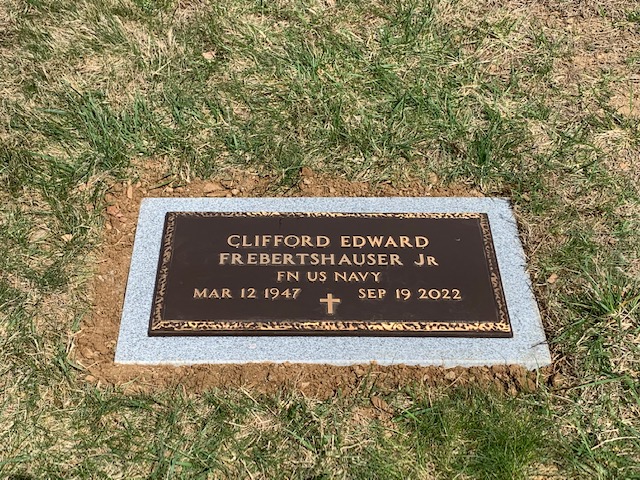 CLIFFORD EDWARD
FREBERTSHAUSER JR
FN US NAVY
MAR 12 1947 SEP 19 2022